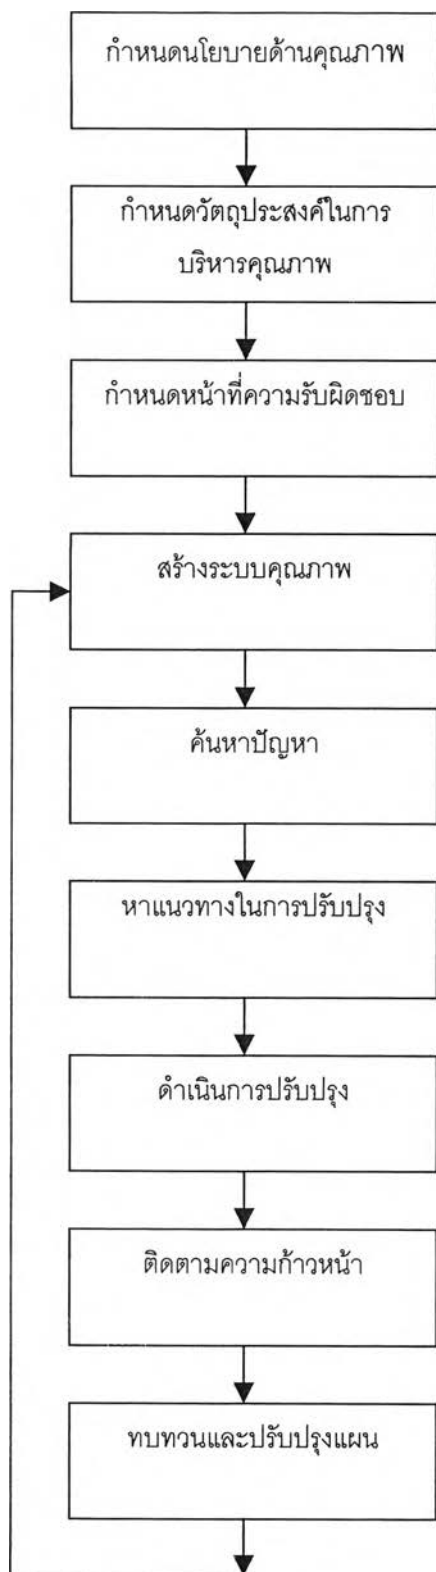 กำหนดนโยบายด้านคุณภาพ
กำหนดวัตถุประสงค์ในการ
บริหารคุณภาพ
กำหนดหน้าที่ความรับผิดชอบ
สร้างระบบคุณภาพ
ค้นหาปัญหา
หาแนวทางในการปรับปรุง
ดำเนินการปรับปรุง
ติดตามความก้าวหน้า
ทบทวนและปรับปรุงแผน